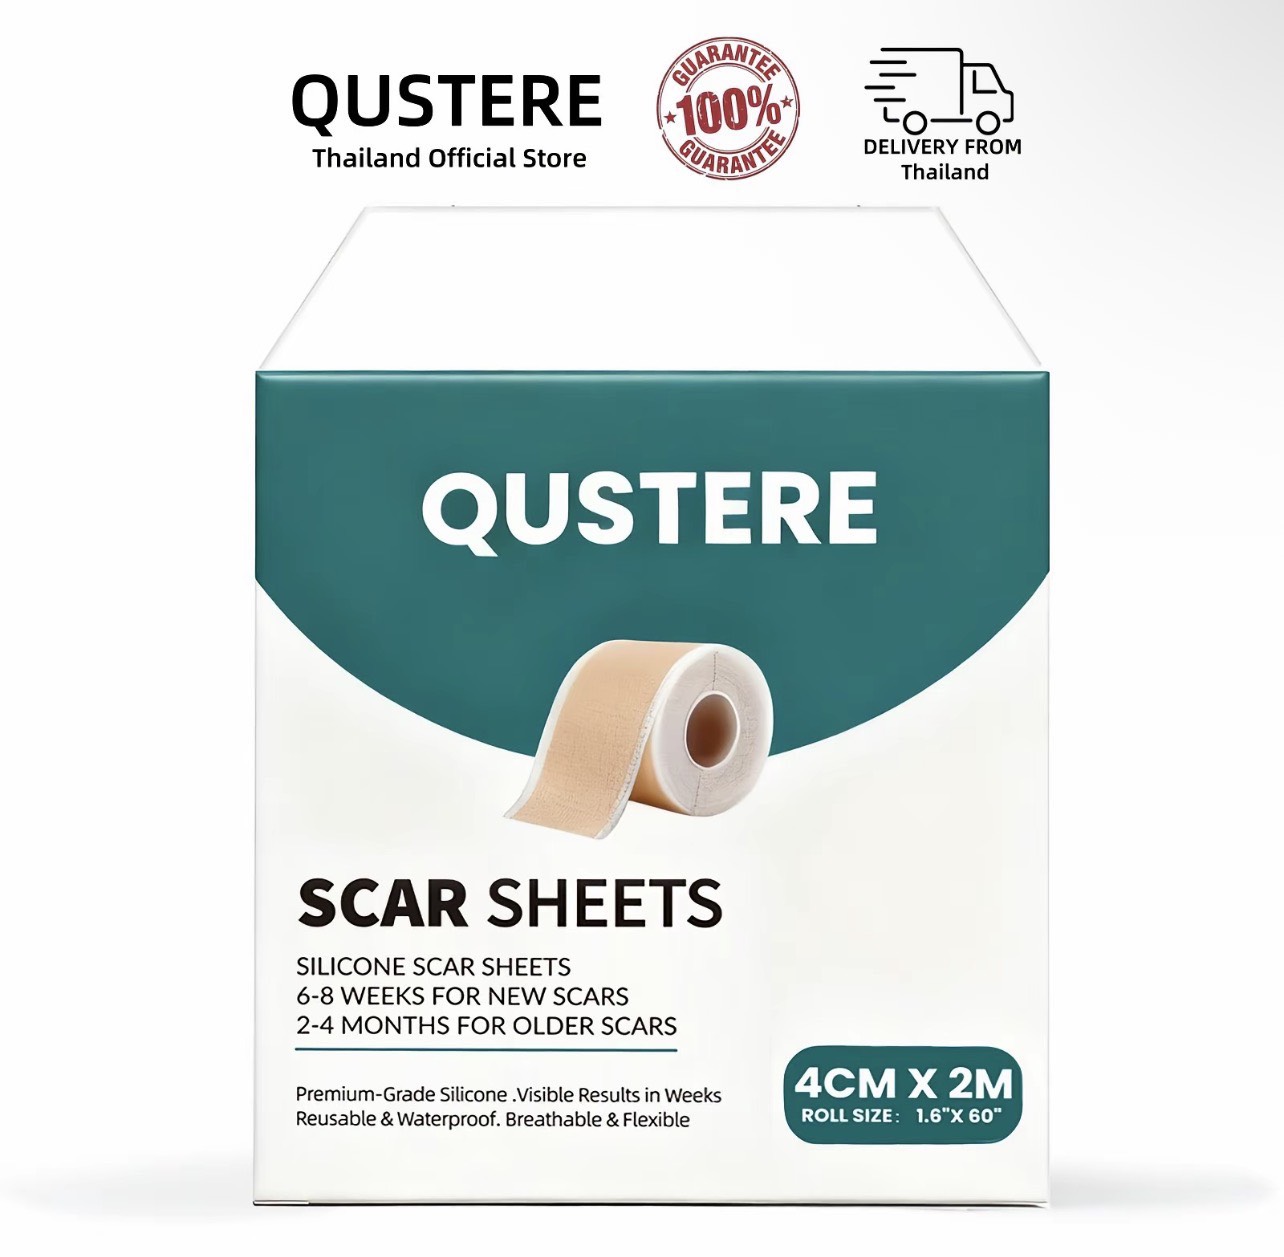 QUSTERE
Thailand Official Store
GUARANTEE
100%
GUARANTEE
DELIVERY FROM
Thailand
QUSTERE
SCAR SHEETS
SILICONE SCAR SHEETS
6-8 WEEKS FOR NEW SCARS
2-4 MONTHS FOR OLDER SCARS
Premium-Grade Silicone .Visible Results in Weeks
Reusable & Waterproof. Breathable & Flexible
4CM X 2M
ROLL SIZE: 1.6"X 60"